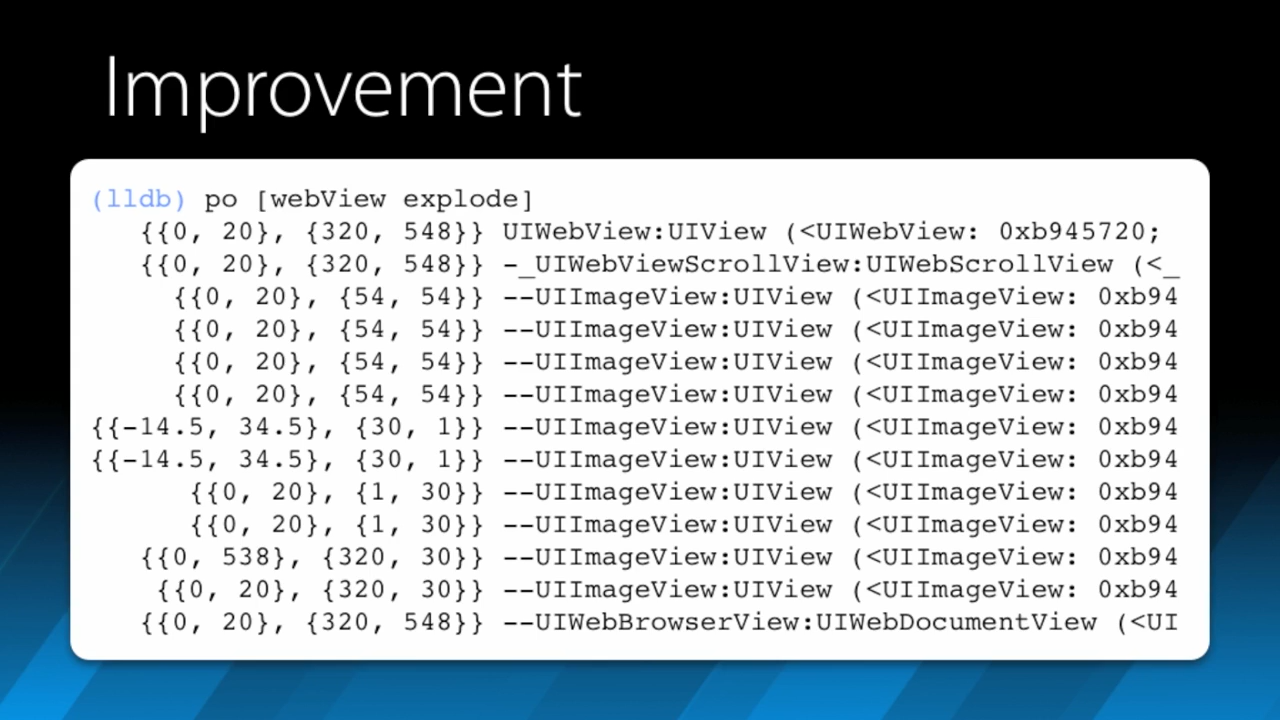 Improvement
(lldb) po [webView explode]
{{0, 20}, {320, 548}} UIWebView:UIView (<UIWebView: 0xb945720;
{{0, 20}, {320, 548}} -_UIWebViewScrollView:UIWebScrollView (<_
{{0, 20}, {54, 54}} --UIImageView:UIView (<UIImageView: 0xb94
{{0, 20}, {54, 54}} --UIImageView:UIView (<UIImageView: 0xb94
{{0, 20}, {54, 54}} --UIImageView:UIView (<UIImageView: 0xb94
{{0, 20}, {54, 54}} --UIImageView:UIView (<UIImageView: 0xb94
{{-14.5, 34.5}, {30, 1}} --UIImageView:UIView (<UIImageView: 0xb94
{{-14.5, 34.5}, {30, 1}} --UIImageView:UIView (<UIImageView: 0xb94
{{0, 20}, {1, 30}} --UIImageView:UIView (<UIImageView: 0xb94
{{0, 20}, {1, 30}} --UIImageView:UIView (<UIImageView: 0xb94
{{0, 538}, {320, 30}} --UIImageView:UIView (<UIImageView: 0xb94
{{0, 20}, {320, 30}} --UIImageView:UIView (<UIImageView: 0xb94
{{0, 20}, {320, 548}} --UIWebBrowserView:UIWebDocumentView (<UI